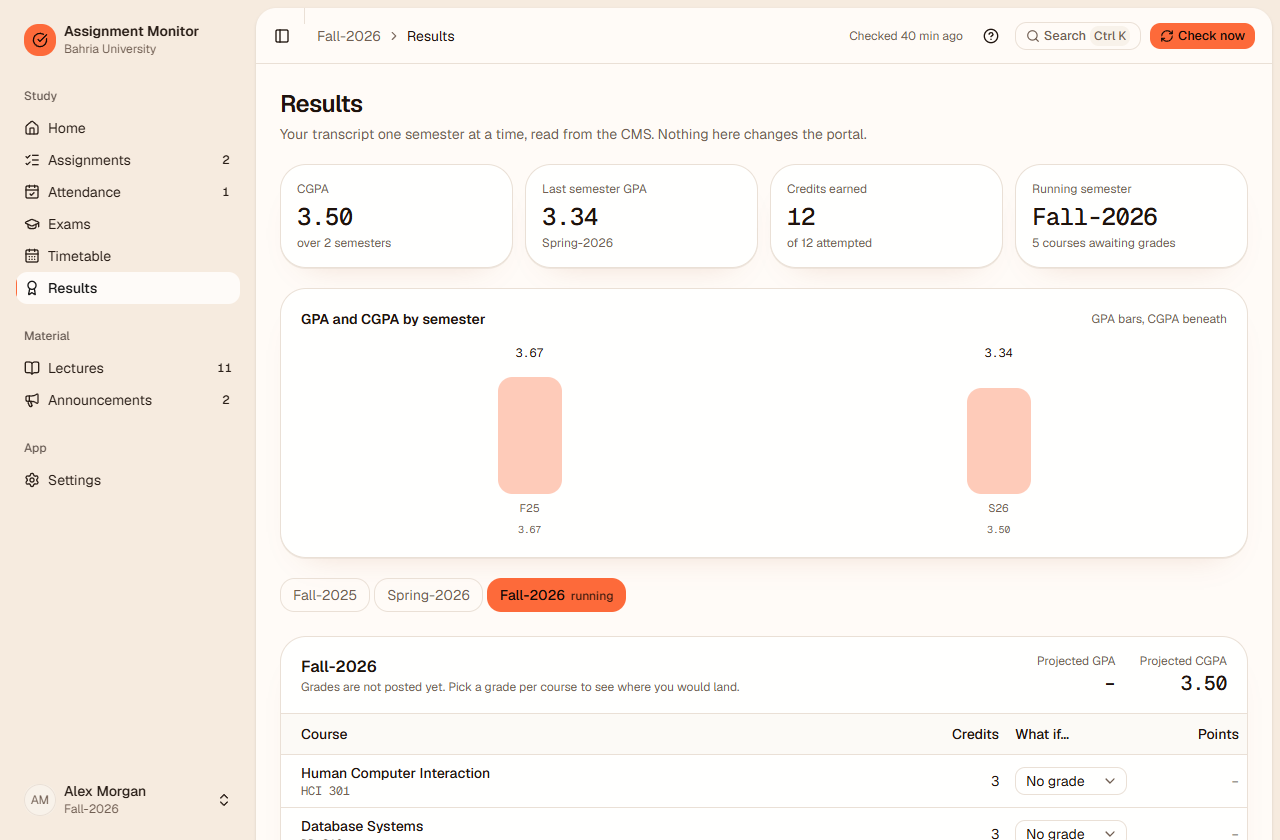 Assignment Monitor
Bahria University
Study
Home
Assignments 2
Attendance 1
Exams
Timetable
Results
Material
Lectures 11
Announcements 2
App
Settings
AM
Alex Morgan
Fall-2026
Fall-2026 > Results
Checked 40 min ago
Search Ctrl K
Check now
Results
Your transcript one semester at a time, read from the CMS. Nothing here changes the portal.
CGPA
3.50
over 2 semesters
Last semester GPA
3.34
Spring-2026
Credits earned
12
of 12 attempted
Running semester
Fall-2026
5 courses awaiting grades
GPA and CGPA by semester
GPA bars, CGPA beneath
3.67 3.34
F25 S26
3.67 3.50
Fall-2025 Spring-2026 Fall-2026 running
Fall-2026
Grades are not posted yet. Pick a grade per course to see where you would land.
Projected GPA Projected CGPA
– 3.50
Course Credits What if… Points
Human Computer Interaction
HCI 301
3 No grade –
Database Systems
3 No grade –